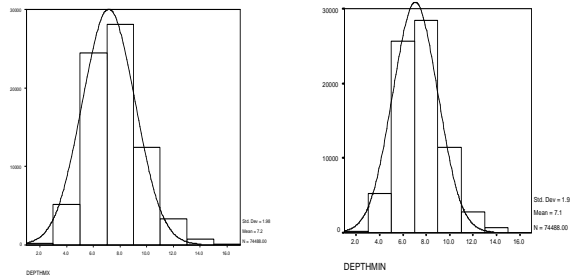 30000
20000
10000
0
2.0 4.0 6.0 8.0 10.0 12.0 14.0 16.0
DEPTHMX
Std. Dev = 1.98
Mean = 7.2
N = 74488.00
30000
20000
10000
0
2.0 4.0 6.0 8.0 10.0 12.0 14.0 16.0
DEPTHMIN
Std. Dev = 1.9
Mean = 7.1
N = 74488.00